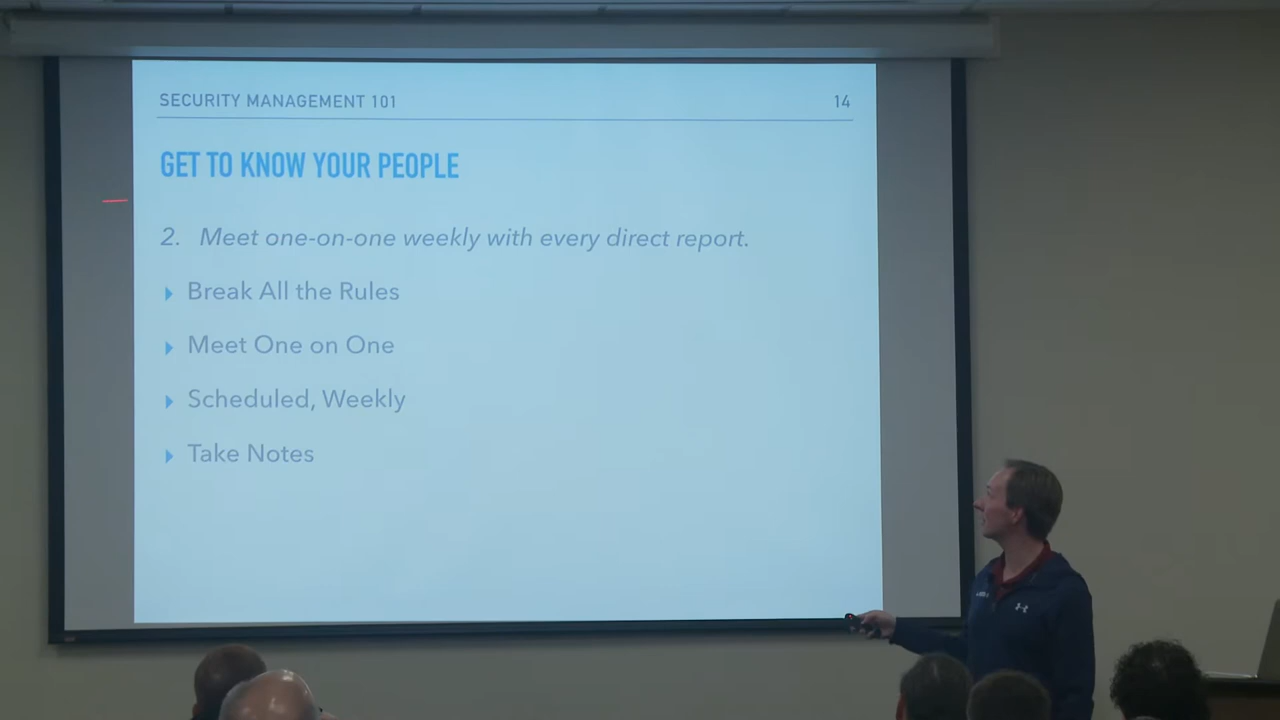 SECURITY MANAGEMENT 101 14
GET TO KNOW YOUR PEOPLE
2. Meet one-on-one weekly with every direct report.
Break All the Rules
Meet One on One
Scheduled, Weekly
Take Notes